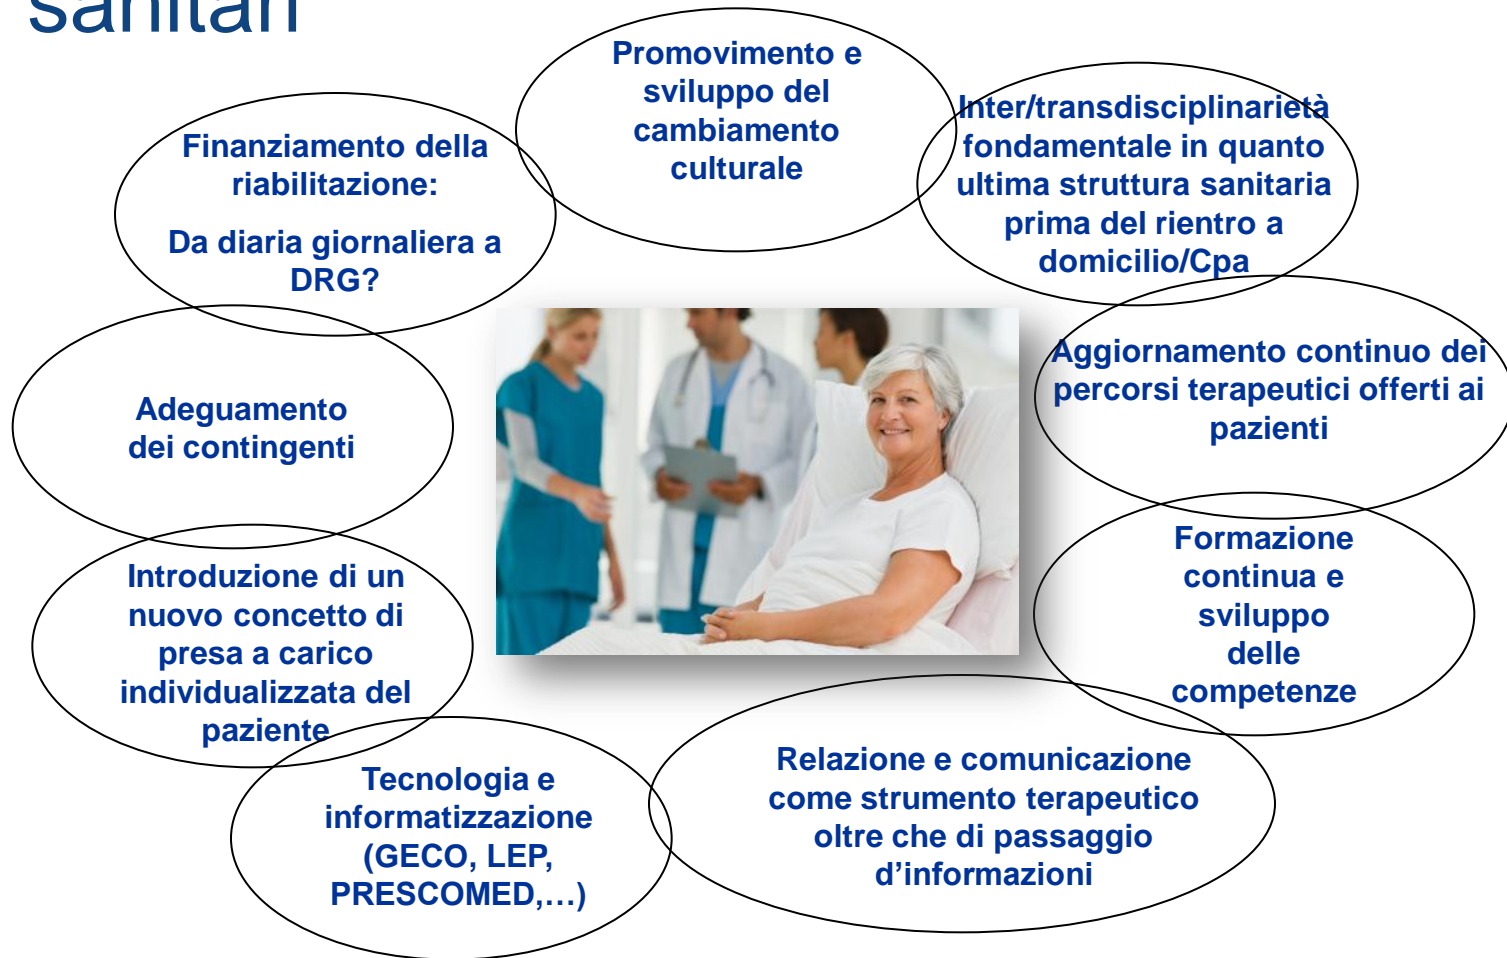 sanitari
Promovimento e
sviluppo del
cambiamento
culturale
Inter/transdisciplinarietà
fondamentale in quanto
ultima struttura sanitaria
prima del rientro a
domicilio/Cpa
Aggiornamento continuo dei
percorsi terapeutici offerti ai
pazienti
Formazione
continua e
sviluppo
delle
competenze
Relazione e comunicazione
come strumento terapeutico
oltre che di passaggio
d’informazioni
Tecnologia e
informatizzazione
(GECO, LEP,
PRESCOMED,…)
Introduzione di un
nuovo concetto di
presa a carico
individualizzata del
paziente
Adeguamento
dei contingenti
Finanziamento della
riabilitazione:
Da diaria giornaliera a
DRG?